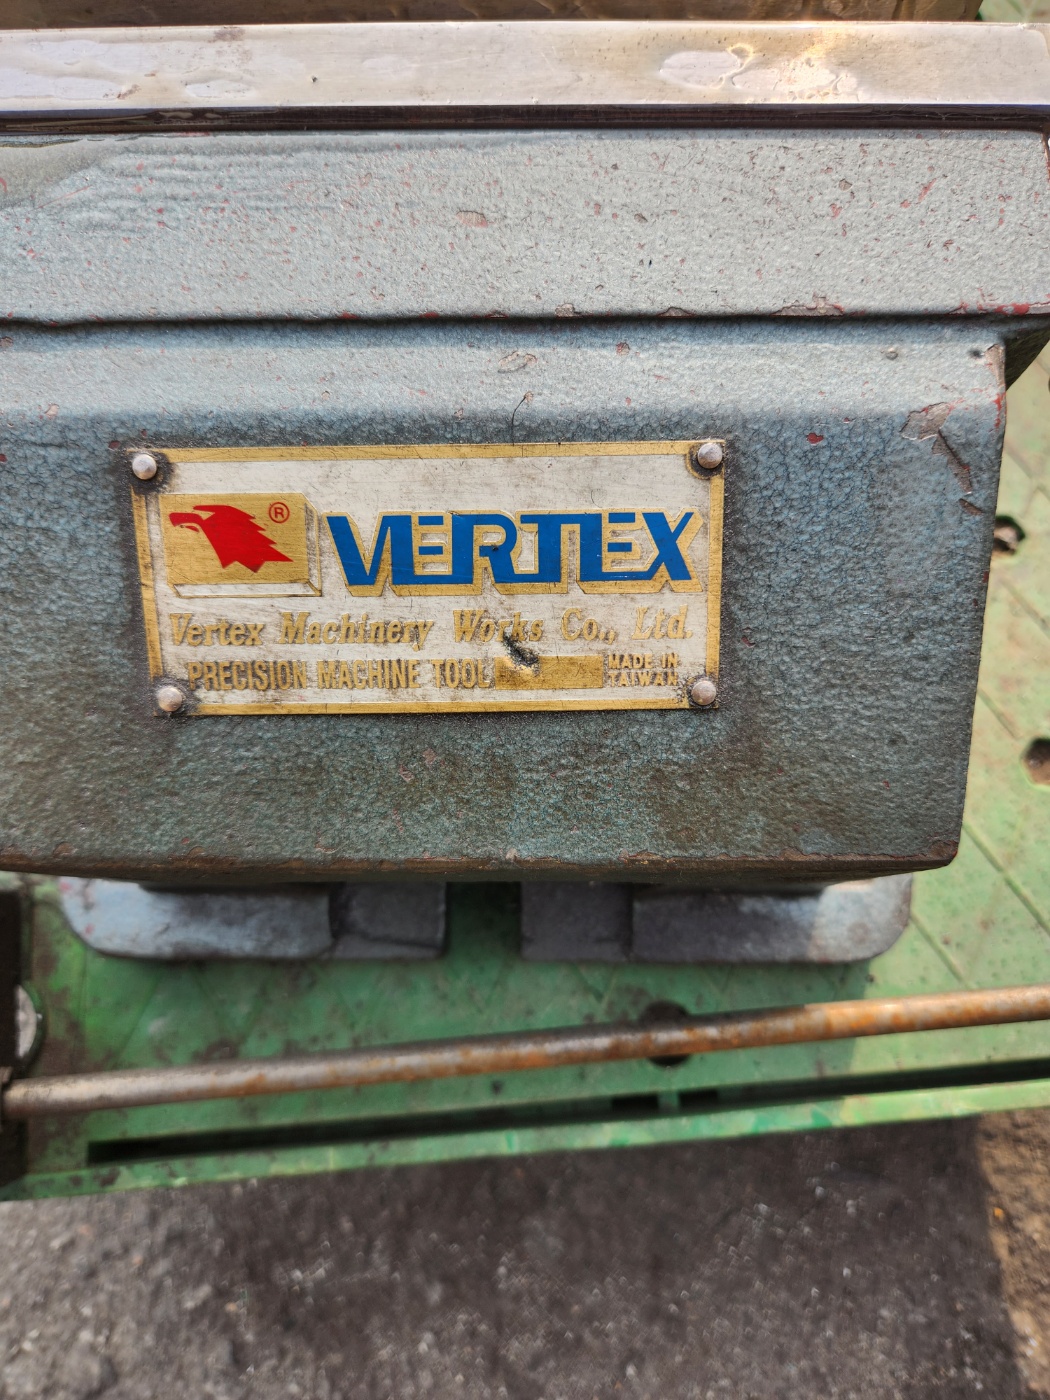 ®
VERTEX
Vertex Machinery Works Co., Ltd.
PRECISION MACHINE TOOL
MADE IN
TAIWAN